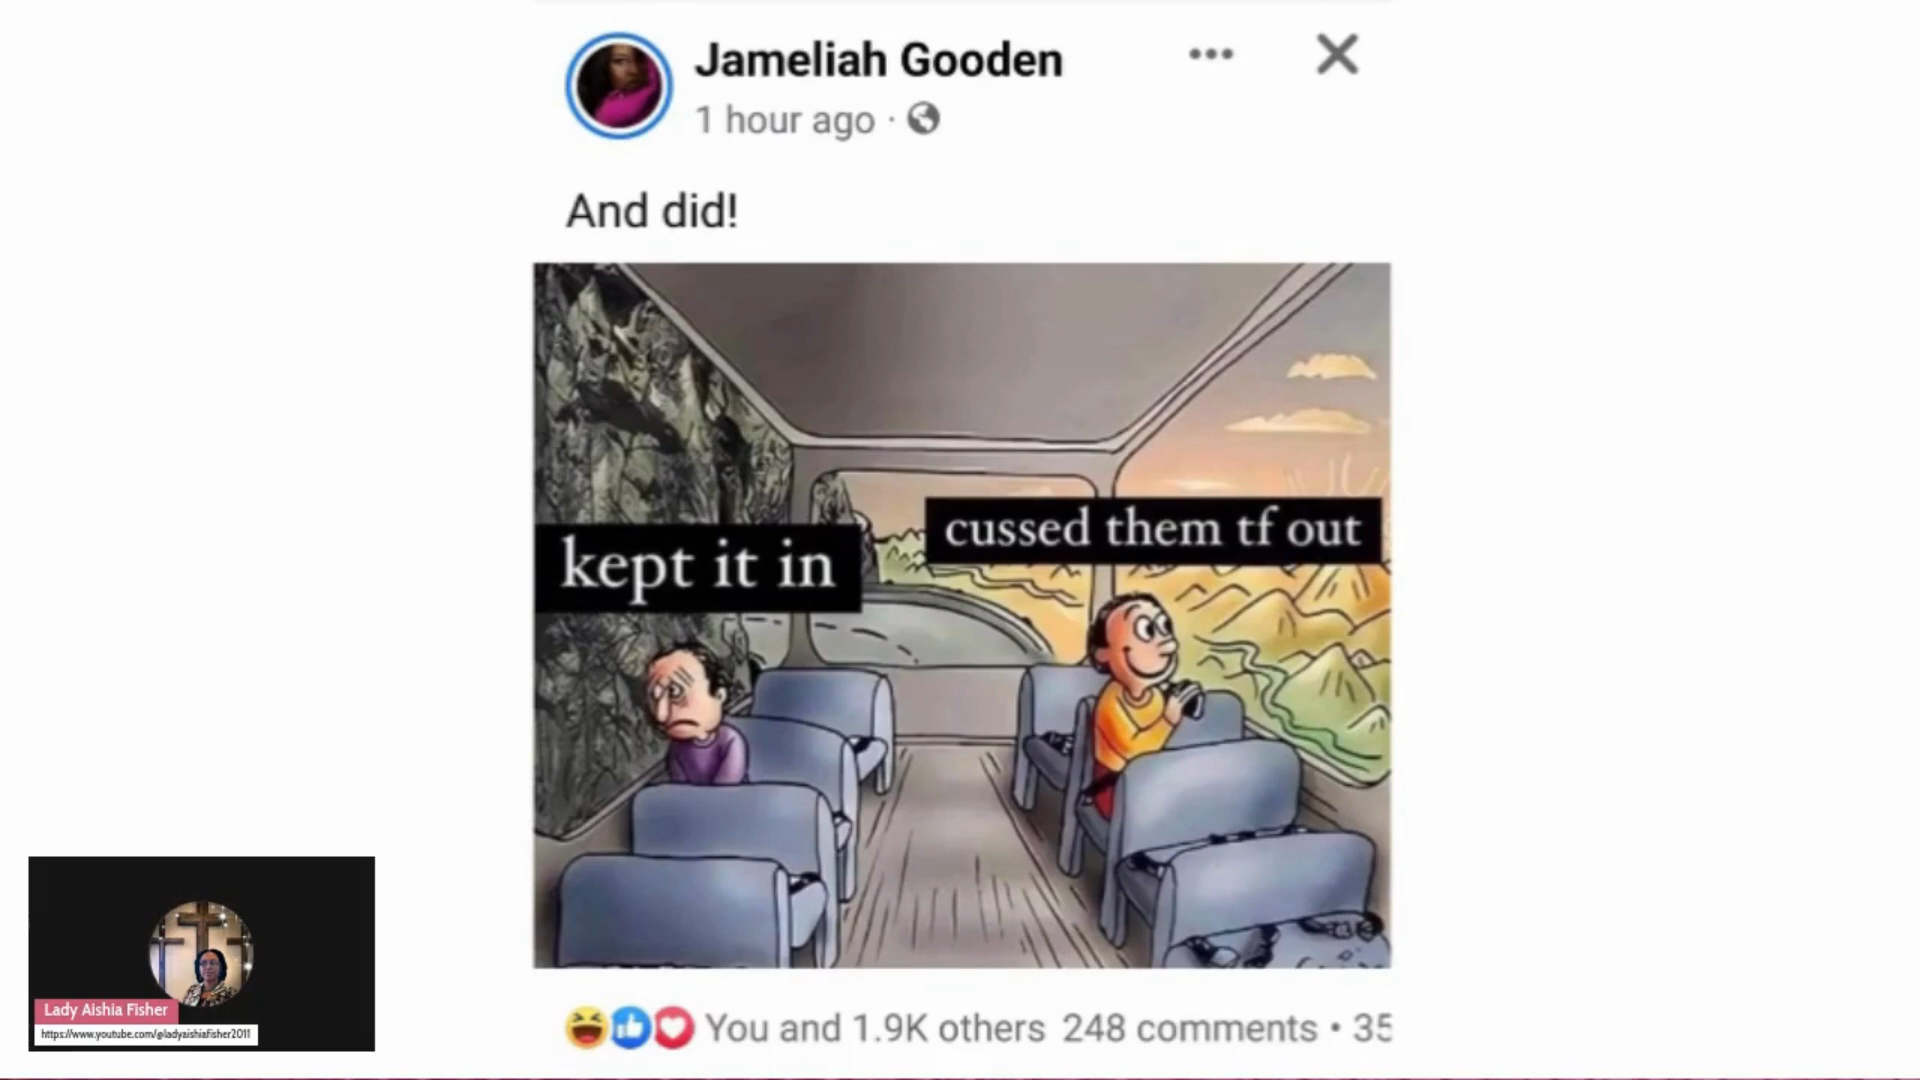 Jameliah Gooden
1 hour ago ·
And did!
cussed them tf out
kept it in
You and 1.9K others 248 comments • 35
Lady Aishia Fisher
https://www.youtube.com/@ladyaishiafisher2011